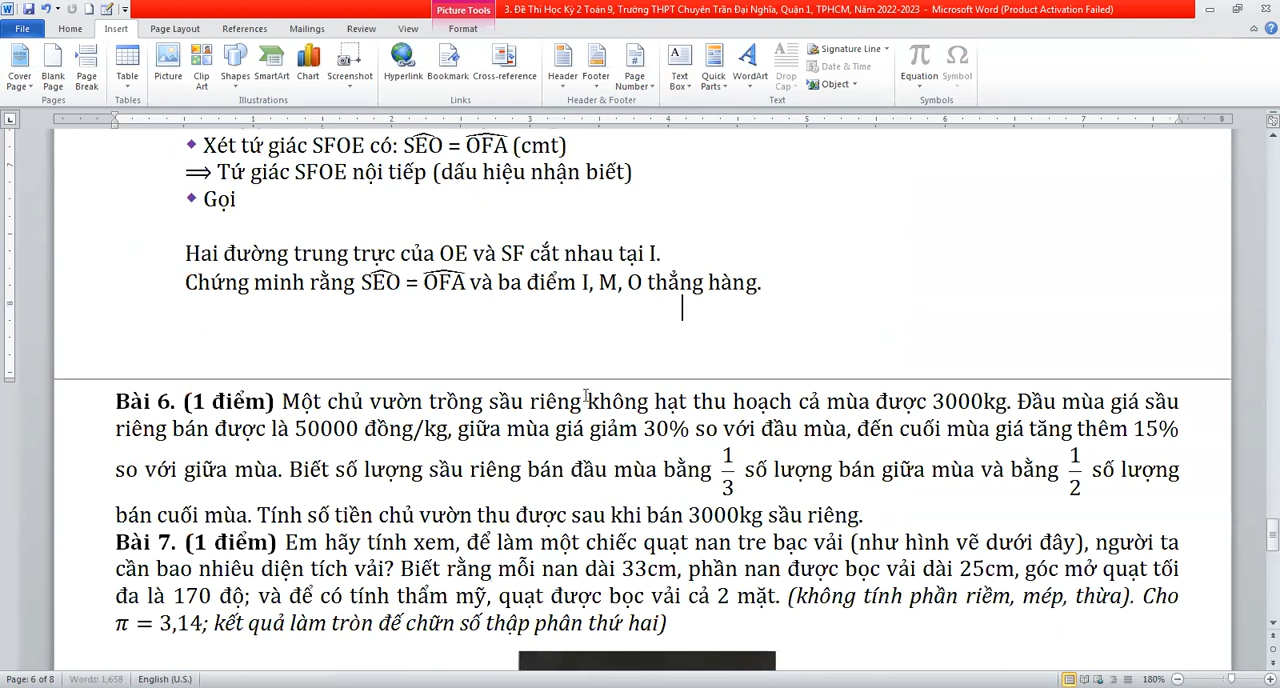 Picture Tools
3. Đề Thi Học Kỳ 2 Toán 9, Trường THPT Chuyên Trần Đại Nghĩa, Quận 1, TPHCM, Năm 2022-2023 - Microsoft Word (Product Activation Failed)
File Home Insert Page Layout References Mailings Review View Format
Cover Page Blank Page Page Break Table Picture Clip Art Shapes SmartArt Chart Screenshot Hyperlink Bookmark Cross-reference Header Footer Page Number Text Box Quick Parts WordArt Drop Cap Signature Line Date & Time Object Equation Symbol
Pages Tables Illustrations Links Header & Footer Text Symbols
1 2 3 4 5 6 7 8
Xét tứ giác SFOE có: SEO = OFA (cmt)
⟹ Tứ giác SFOE nội tiếp (dấu hiệu nhận biết)
Gọi
Hai đường trung trực của OE và SF cắt nhau tại I.
Chứng minh rằng SEO = OFA và ba điểm I, M, O thẳng hàng.
Bài 6. (1 điểm) Một chủ vườn trồng sầu riêng không hạt thu hoạch cả mùa được 3000kg. Đầu mùa giá sầu
riêng bán được là 50000 đồng/kg, giữa mùa giá giảm 30% so với đầu mùa, đến cuối mùa giá tăng thêm 15%
so với giữa mùa. Biết số lượng sầu riêng bán đầu mùa bằng 1/3 số lượng bán giữa mùa và bằng 1/2 số lượng
bán cuối mùa. Tính số tiền chủ vườn thu được sau khi bán 3000kg sầu riêng.
Bài 7. (1 điểm) Em hãy tính xem, để làm một chiếc quạt nan tre bạc vải (như hình vẽ dưới đây), người ta
cần bao nhiêu diện tích vải? Biết rằng mỗi nan dài 33cm, phần nan được bọc vải dài 25cm, góc mở quạt tối
đa là 170 độ; và để có tính thẩm mỹ, quạt được bọc vải cả 2 mặt. (không tính phần riềm, mép, thừa). Cho
π = 3,14; kết quả làm tròn đế chữn số thập phân thứ hai)
Page: 6 of 8 Words: 1,658 English (U.S.) 180%